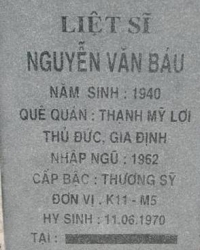 LIỆT SĨ
NGUYỄN VĂN BÁU
NĂM SINH : 1940
QUÊ QUÁN : THẠNH MỸ LỢI
THỦ ĐỨC, GIA ĐỊNH
NHẬP NGŨ : 1962
CẤP BẬC : THƯỢNG SỸ
ĐƠN VỊ , K11 - M5
HY SINH : 11.06.1970
TẠI :